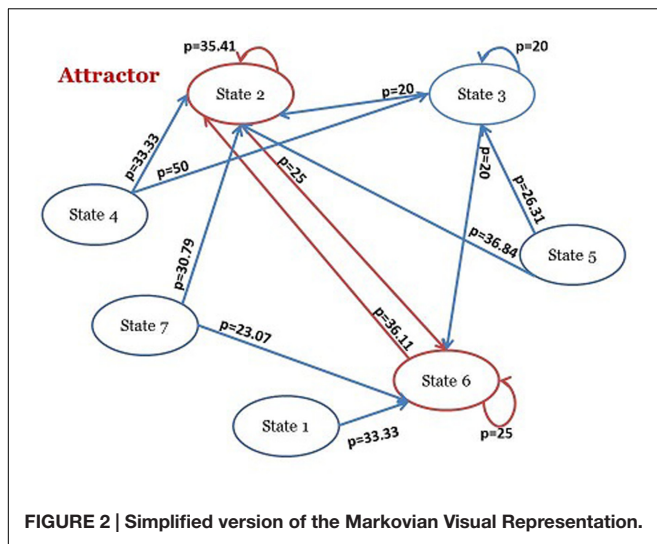 p=35.41
p=20
Attractor
State 2
State 3
p=20
p=33.33
p=50
p=25
p=20
p=26.31
State 4
p=36.84
State 5
p=30.79
State 7
p=23.07
p=36.11
State 6
State 1
p=33.33
p=25
FIGURE 2 | Simplified version of the Markovian Visual Representation.